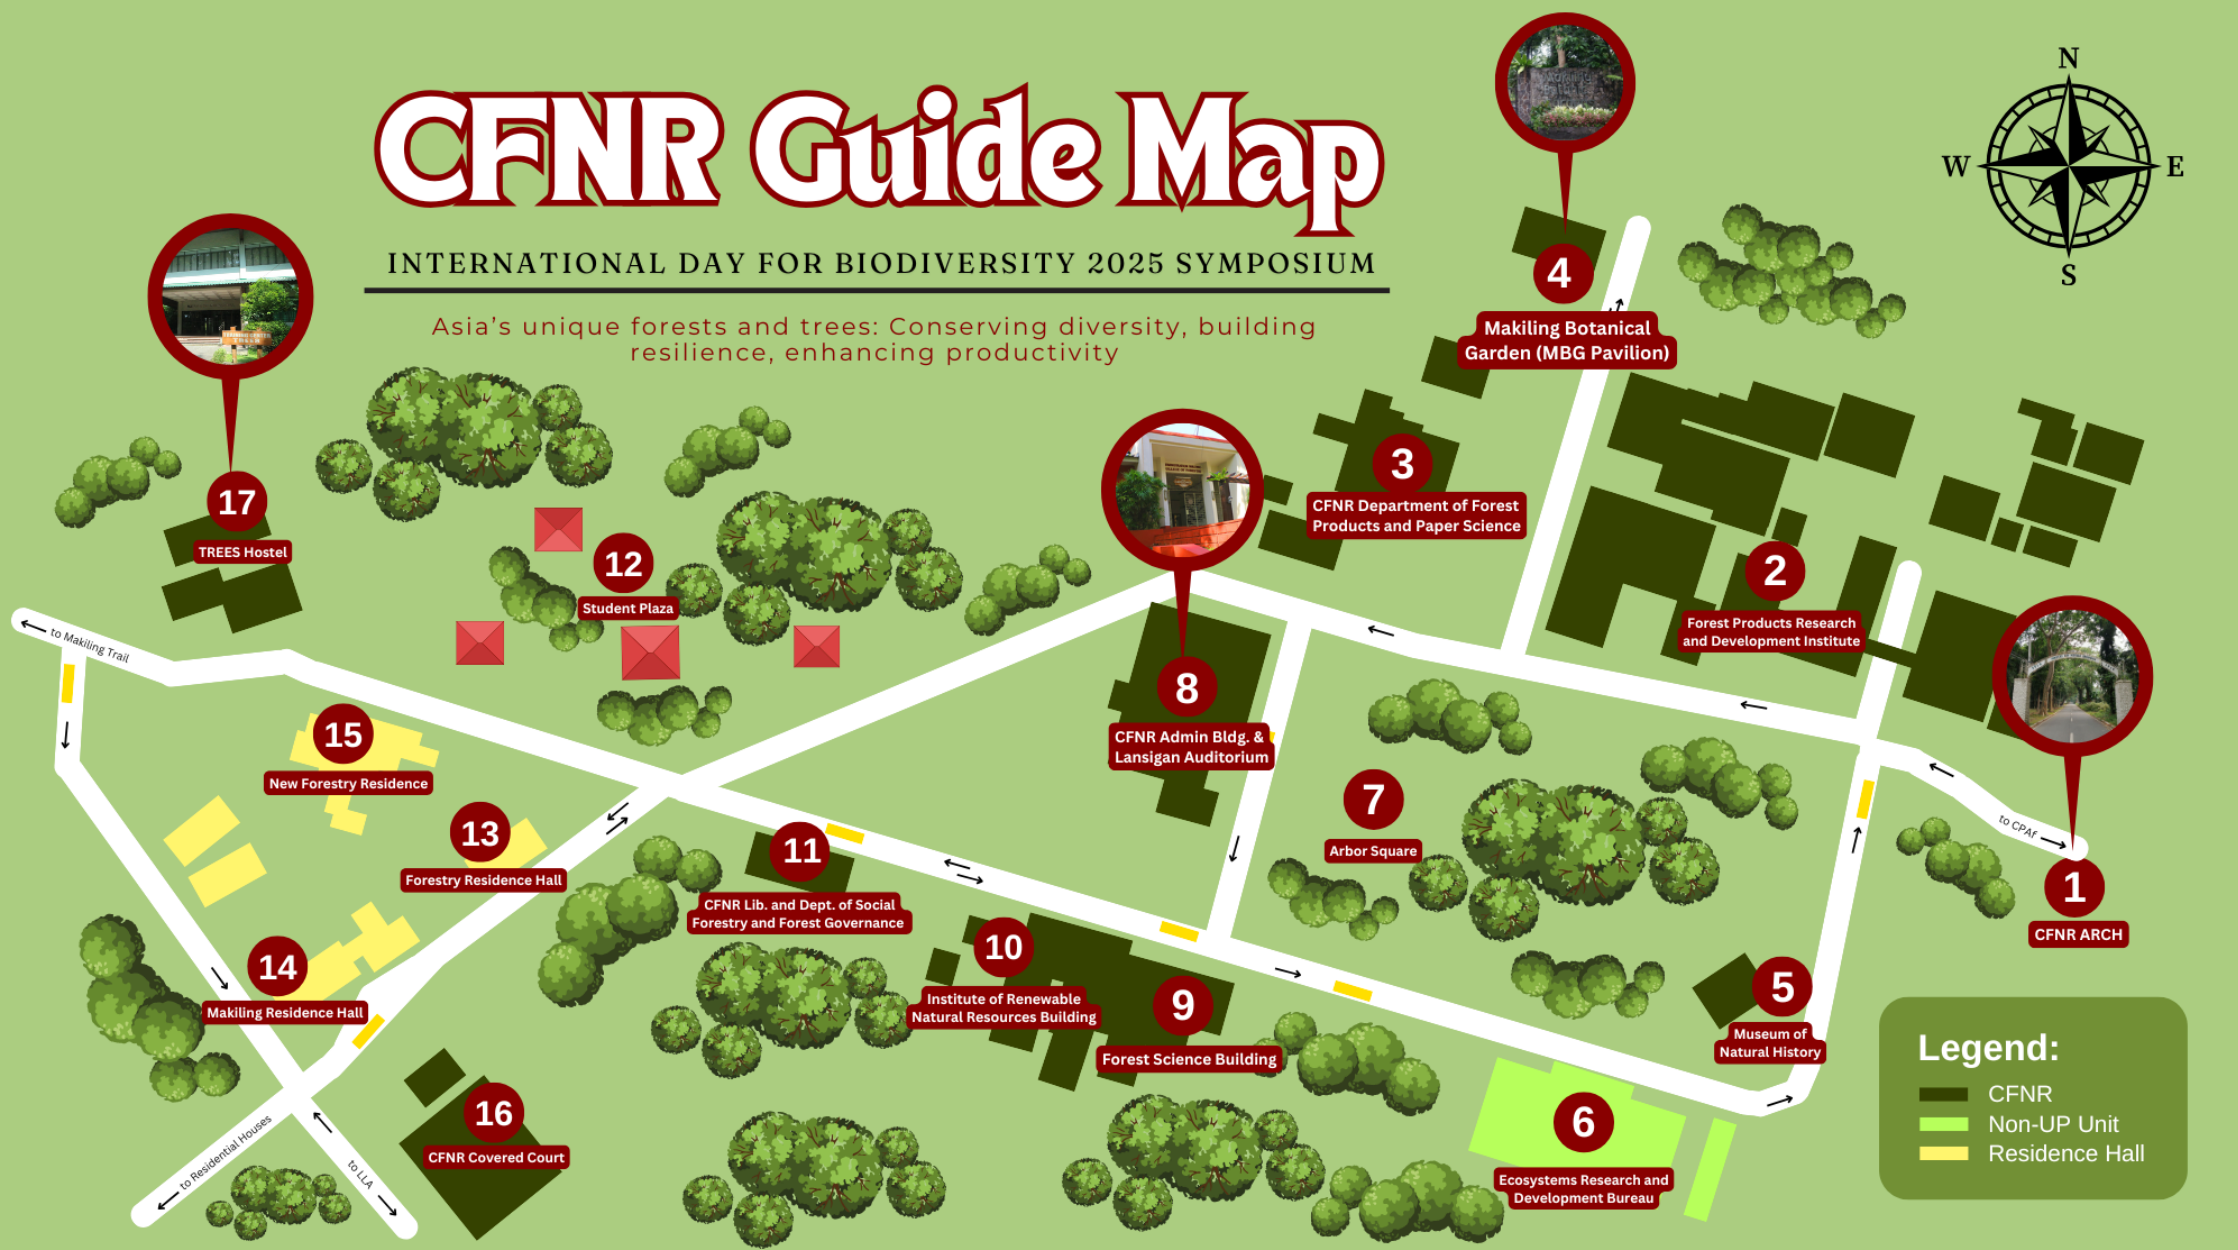 CFNR Guide Map
INTERNATIONAL DAY FOR BIODIVERSITY 2025 SYMPOSIUM
Asia's unique forests and trees: Conserving diversity, building
resilience, enhancing productivity
N
W
E
S
4
Makiling Botanical
Garden (MBG Pavilion)
3
CFNR Department of Forest
Products and Paper Science
17
TREES Hostel
12
Student Plaza
2
Forest Products Research
and Development Institute
to Makiling Trail
8
CFNR Admin Bldg. &
Lansigan Auditorium
15
New Forestry Residence
7
Arbor Square
13
Forestry Residence Hall
to CPAf
11
CFNR Lib. and Dept. of Social
Forestry and Forest Governance
1
CFNR ARCH
14
Makiling Residence Hall
10
Institute of Renewable
Natural Resources Building
9
Forest Science Building
5
Museum of
Natural History
16
CFNR Covered Court
6
Ecosystems Research and
Development Bureau
to Residential Houses
to LLA
Legend:
CFNR
Non-UP Unit
Residence Hall